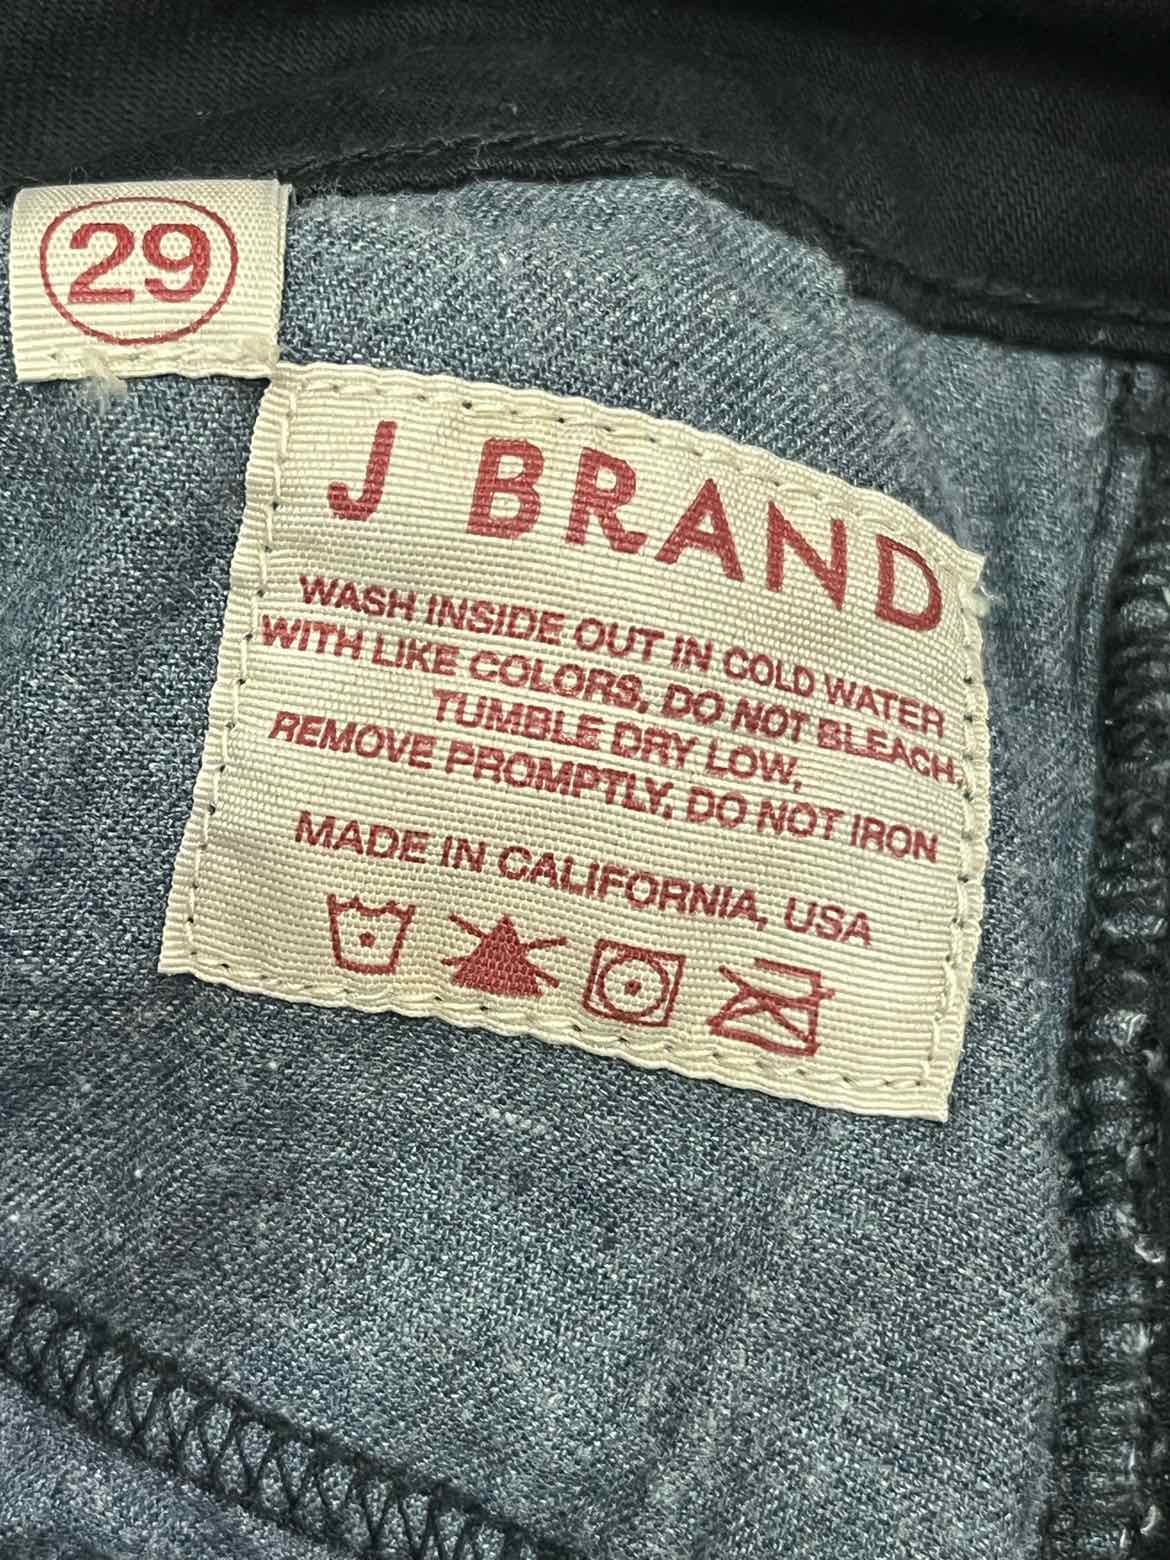 29
J BRAND
WASH INSIDE OUT IN COLD WATER
WITH LIKE COLORS, DO NOT BLEACH,
TUMBLE DRY LOW,
REMOVE PROMPTLY, DO NOT IRON
MADE IN CALIFORNIA, USA